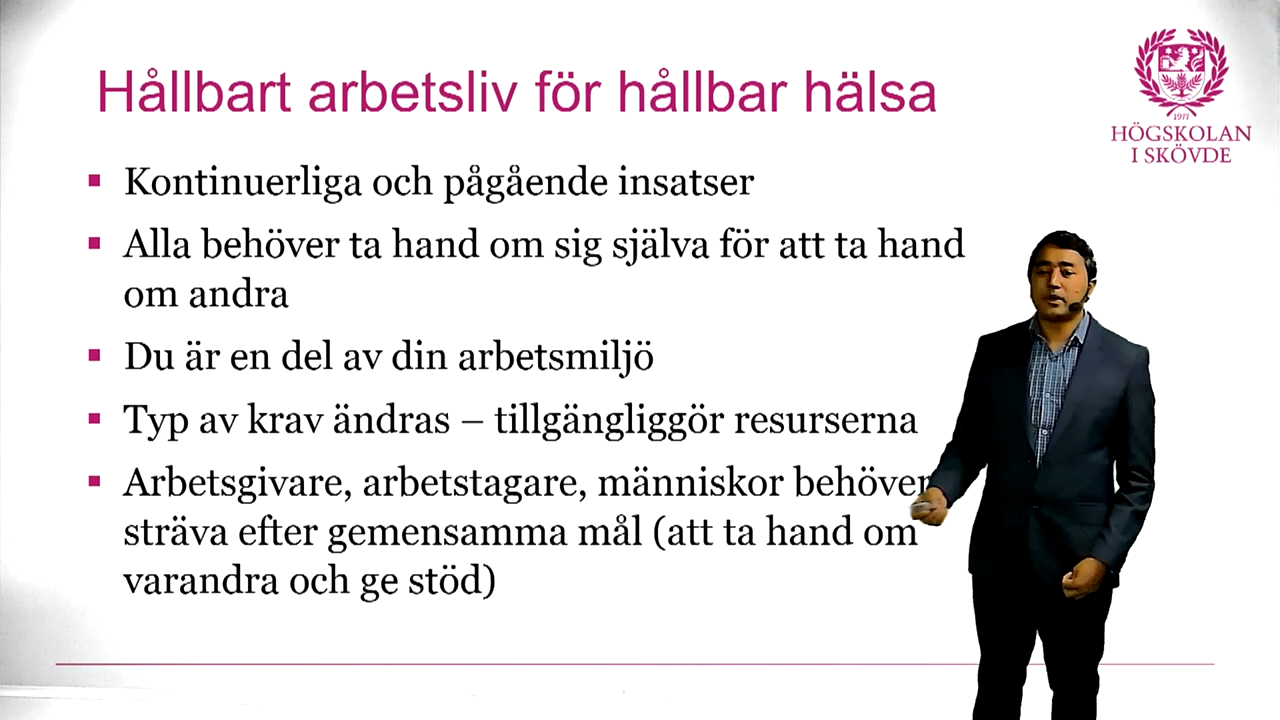 Hållbart arbetsliv för hållbar hälsa
1977
HÖGSKOLAN
I SKÖVDE
Kontinuerliga och pågående insatser
Alla behöver ta hand om sig själva för att ta hand
om andra
Du är en del av din arbetsmiljö
Typ av krav ändras – tillgängliggör resurserna
Arbetsgivare, arbetstagare, människor behöver
sträva efter gemensamma mål (att ta hand om
varandra och ge stöd)